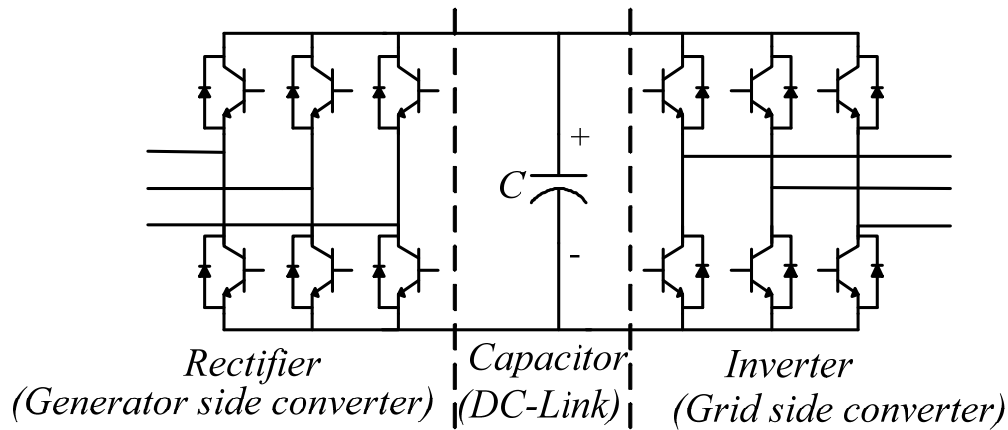 +
C
-
Rectifier
(Generator side converter)
Capacitor
(DC-Link)
Inverter
(Grid side converter)